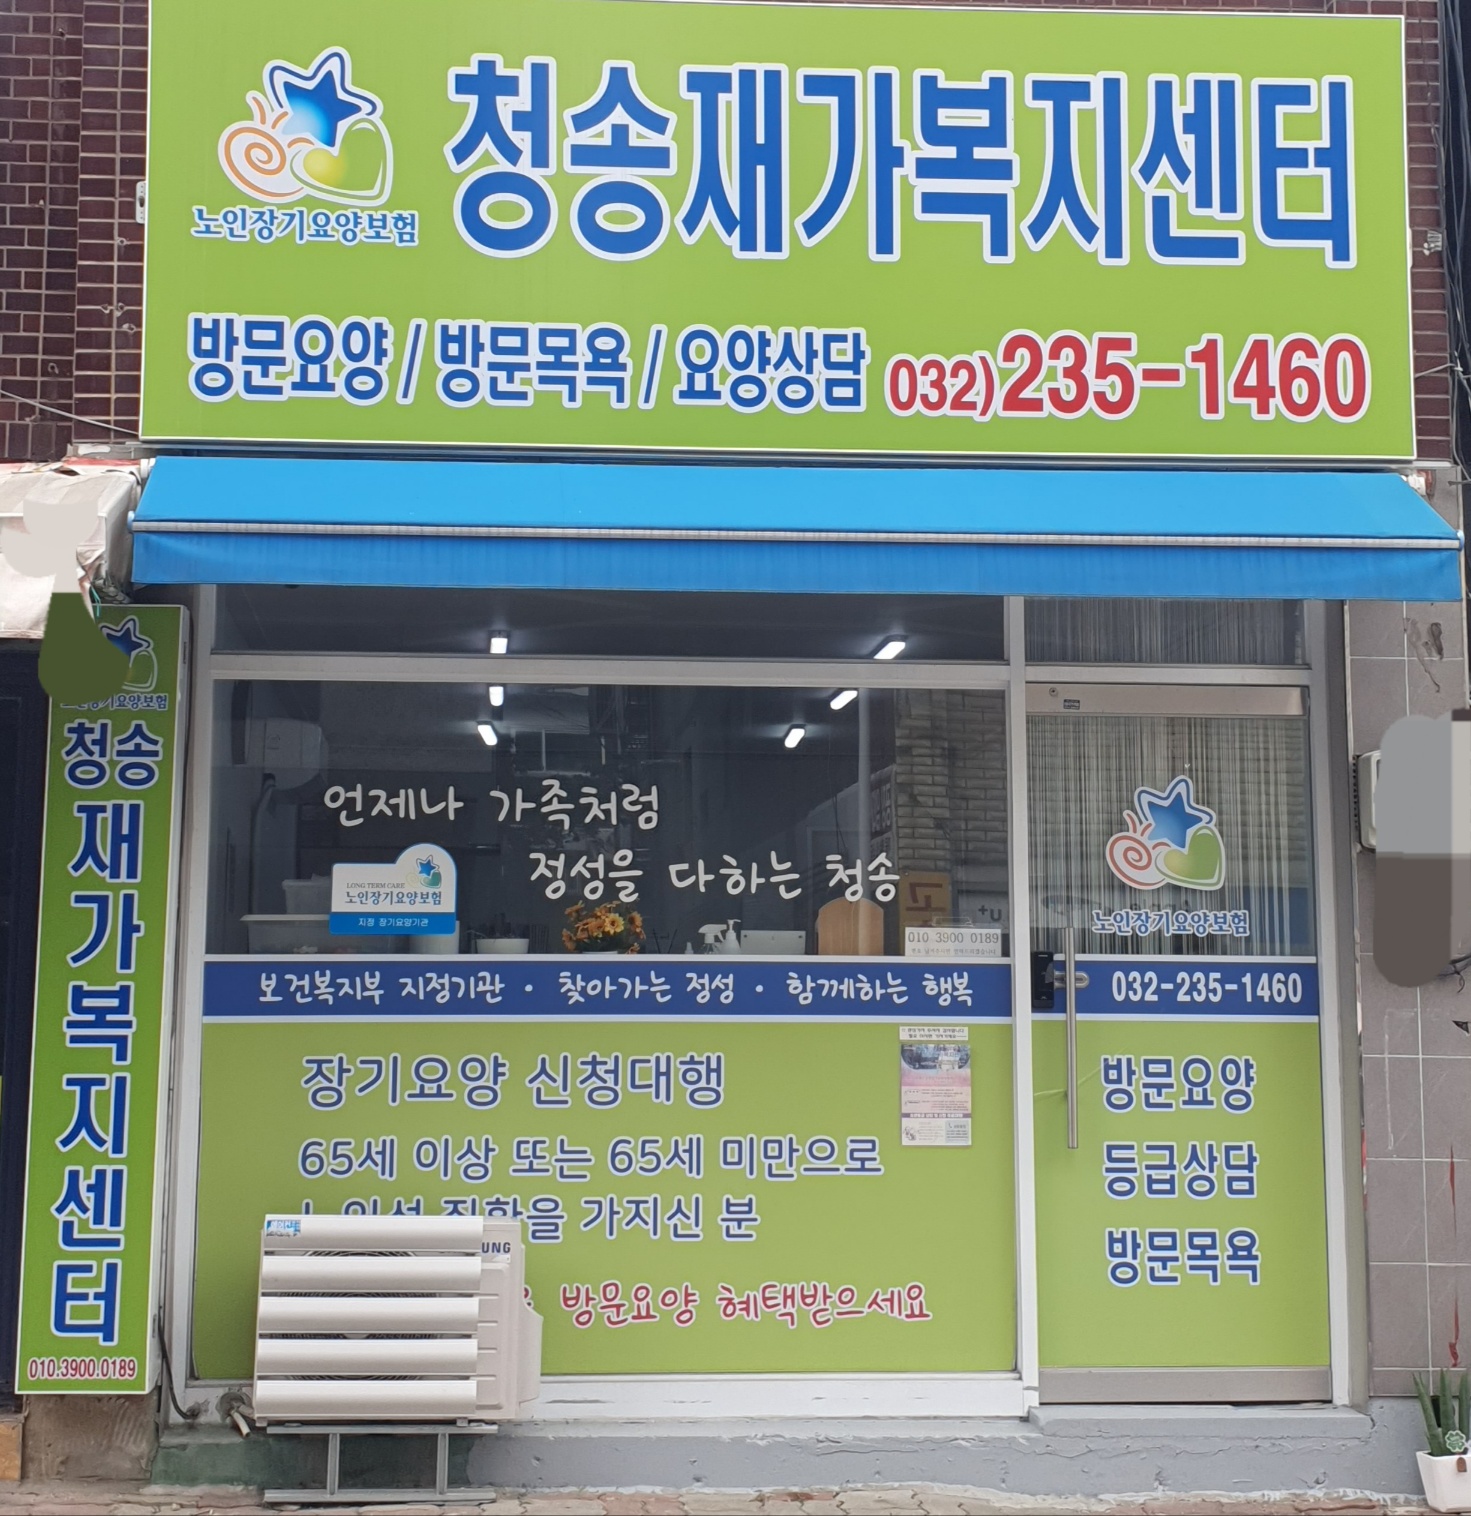 청송재가복지센터
노인장기요양보험
방문요양 / 방문목욕 / 요양상담 032)235-1460
노인장기요양보험
청송재가복지센터
010.3900.0189
언제나 가족처럼
정성을 다하는 청송
LONG TERM CARE
노인장기요양보험
지정 장기요양기관
010 3900 0189
보건복지부 지정기관 · 찾아가는 정성 · 함께하는 행복
장기요양 신청대행
65세 이상 또는 65세 미만으로
노인성 질환을 가지신 분
방문요양 혜택받으세요
UNG
노인장기요양보험
032-235-1460
방문요양
등급상담
방문목욕